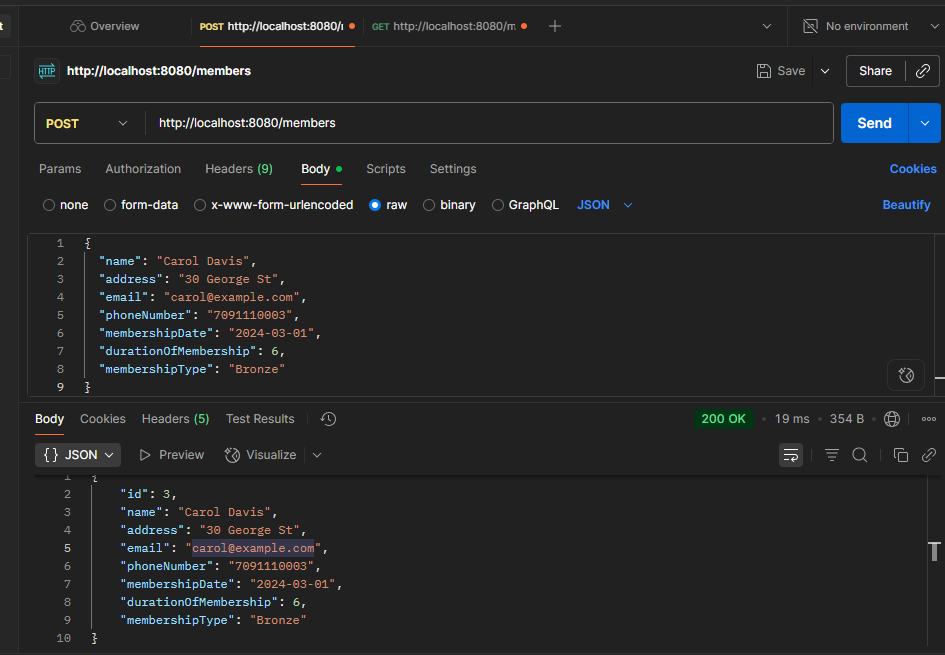 t Overview POST http://localhost:8080/ GET http://localhost:8080/m No environment
HTTP http://localhost:8080/members Save Share
POST http://localhost:8080/members Send
Params Authorization Headers (9) Body Scripts Settings Cookies
none form-data x-www-form-urlencoded raw binary GraphQL JSON Beautify
1 {
2 "name": "Carol Davis",
3 "address": "30 George St",
4 "email": "carol@example.com",
5 "phoneNumber": "7091110003",
6 "membershipDate": "2024-03-01",
7 "durationOfMembership": 6,
8 "membershipType": "Bronze"
9 }
Body Cookies Headers (5) Test Results 200 OK • 19 ms • 354 B •
{} JSON Preview Visualize
1 {
2 "id": 3,
3 "name": "Carol Davis",
4 "address": "30 George St",
5 "email": "carol@example.com",
6 "phoneNumber": "7091110003",
7 "membershipDate": "2024-03-01",
8 "durationOfMembership": 6,
9 "membershipType": "Bronze"
10 }